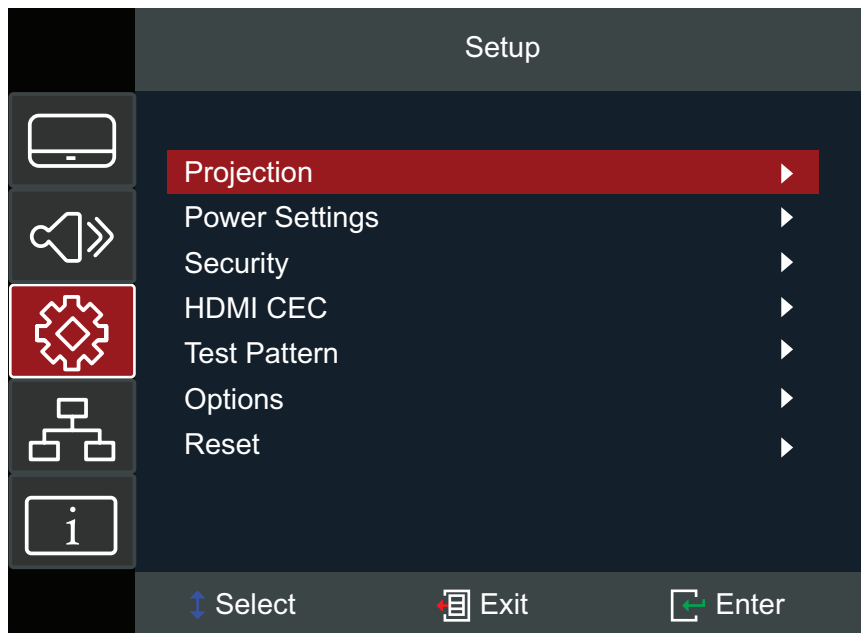 Setup
Projection
Power Settings
Security
HDMI CEC
Test Pattern
Options
Reset
i
Select Exit Enter